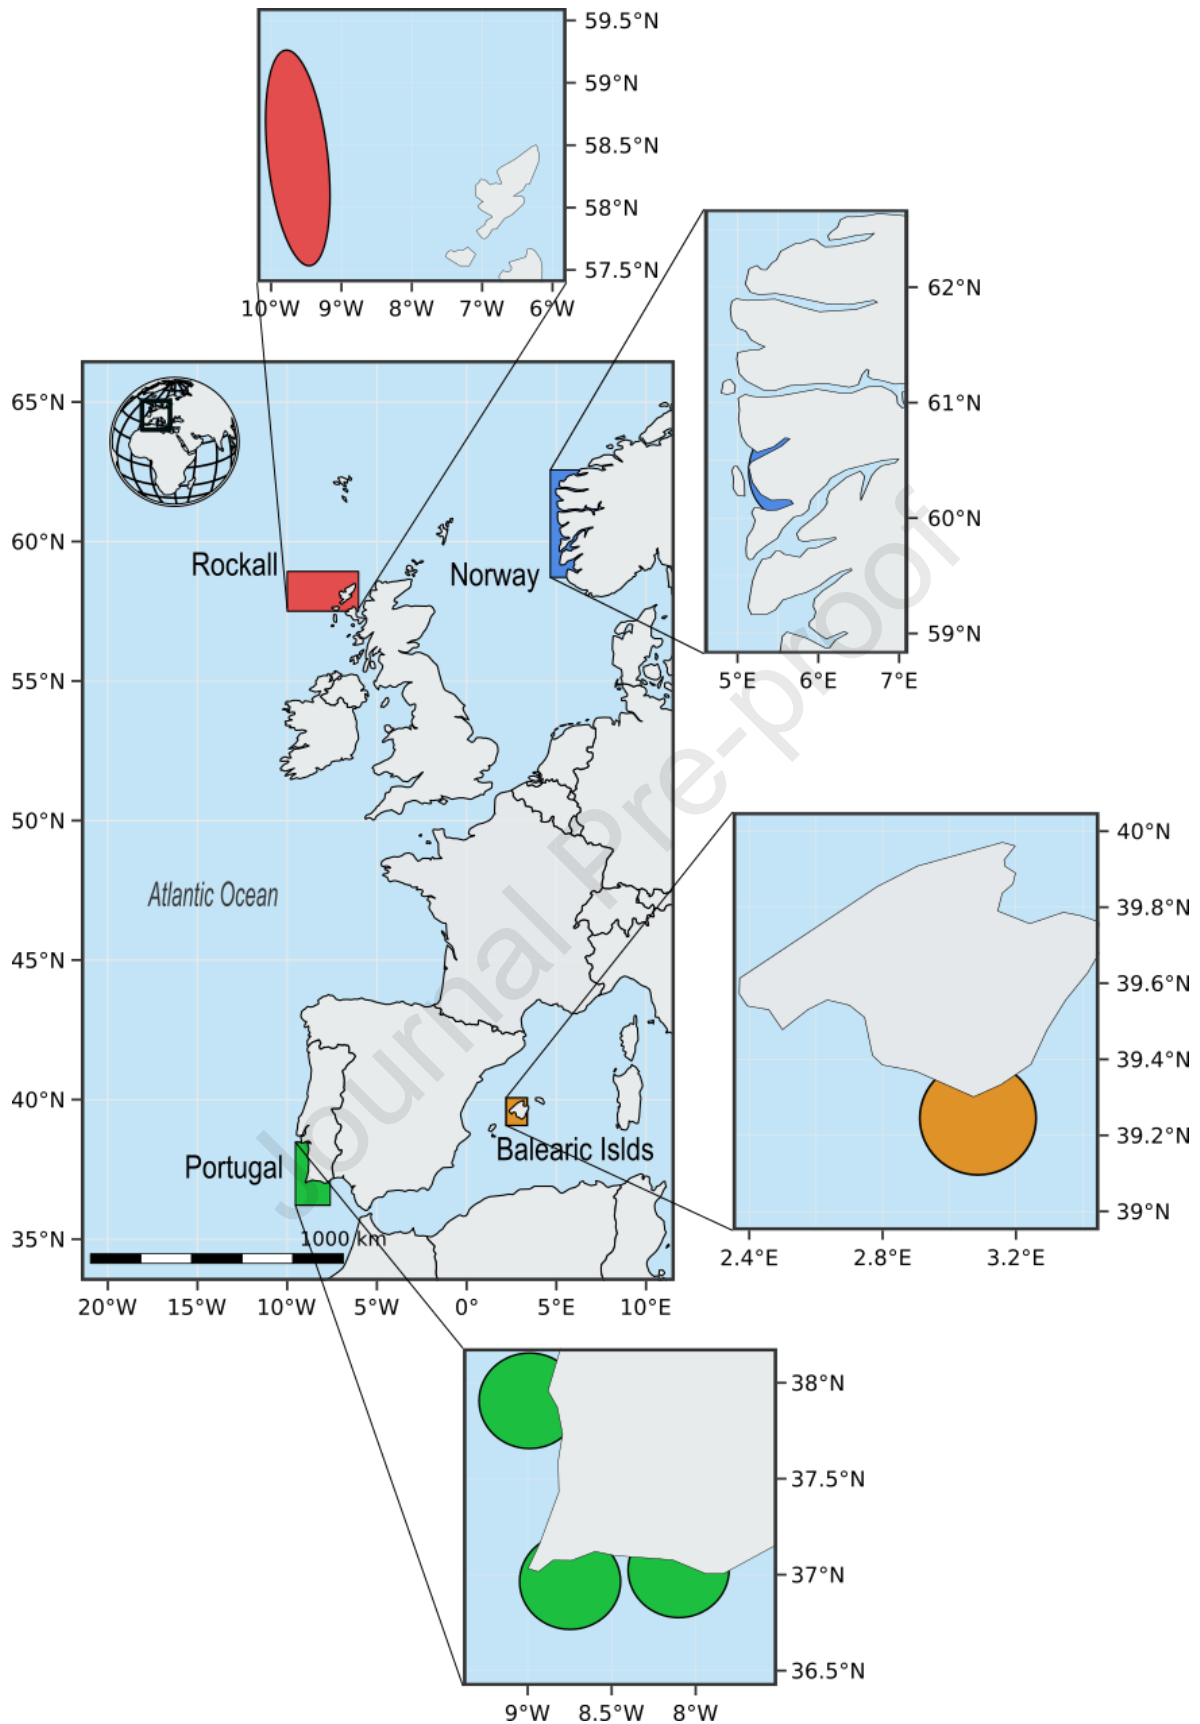 59.5°N
59°N
58.5°N
58°N
57.5°N
10°W 9°W 8°W 7°W 6°W
62°N
61°N
60°N
59°N
5°E 6°E 7°E
65°N
60°N
55°N
50°N
45°N
40°N
35°N
Rockall
Norway
Atlantic Ocean
Portugal
Balearic Islds
1000 km
20°W 15°W 10°W 5°W 0° 5°E 10°E
40°N
39.8°N
39.6°N
39.4°N
39.2°N
39°N
2.4°E 2.8°E 3.2°E
38°N
37.5°N
37°N
36.5°N
9°W 8.5°W 8°W
Journal Pre-proof